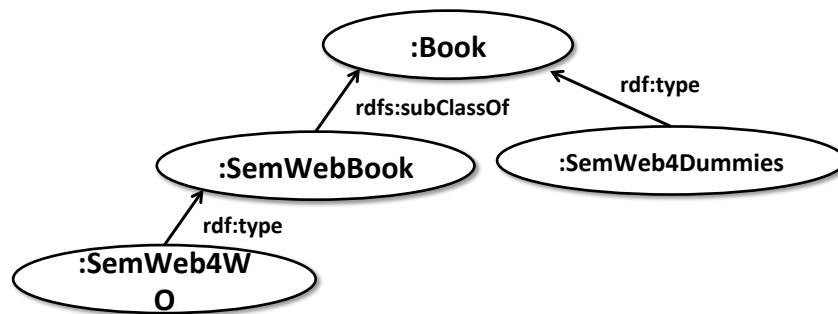 :Book
rdf:type
rdfs:subClassOf
:SemWebBook
:SemWeb4Dummies
rdf:type
:SemWeb4W
O